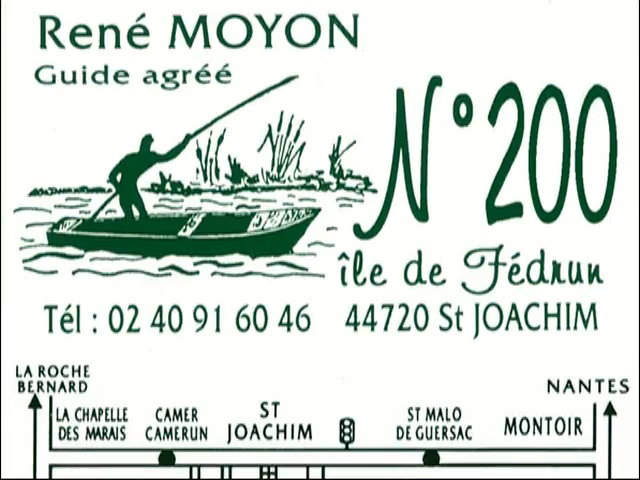 René MOYON
Guide agréé
N° 200
île de Fédrun
Tél : 02 40 91 60 46 44720 St JOACHIM
LA ROCHE
BERNARD
NANTES
LA CHAPELLE
DES MARAIS
CAMER
CAMERUN
ST
JOACHIM
ST MALO
DE GUERSAC
MONTOIR